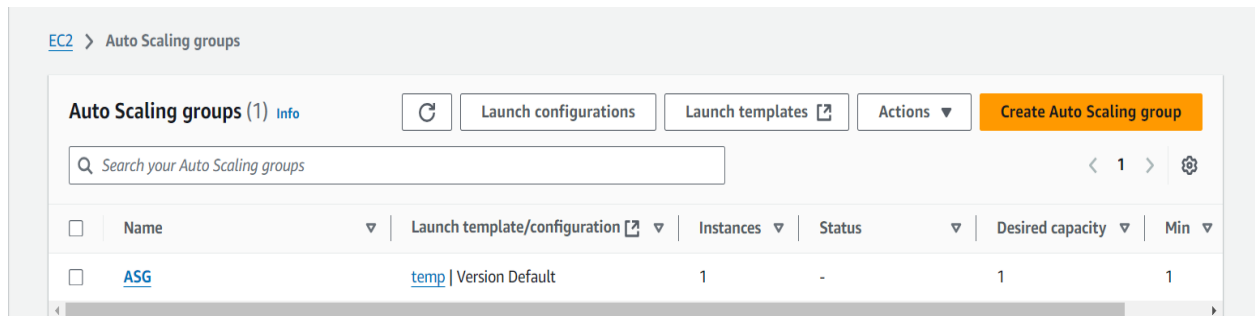 EC2 > Auto Scaling groups
Auto Scaling groups (1) Info Launch configurations Launch templates Actions Create Auto Scaling group
Search your Auto Scaling groups < 1 >
Name Launch template/configuration Instances Status Desired capacity Min
ASG temp | Version Default 1 - 1 1